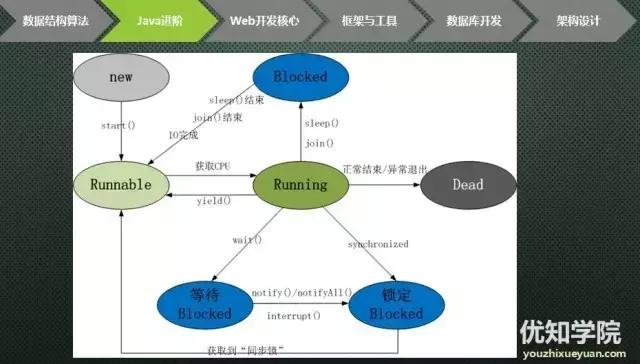 数据结构算法
Java进阶
Web开发核心
框架与工具
数据库开发
架构设计
new
Blocked
sleep()结束
join()结束
IO完成
start()
sleep()
join()
获取CPU
正常结束/异常退出
Runnable
Running
Dead
yield()
wait()
synchronized
等待
Blocked
notify()/notifyAll()
interrupt()
锁定
Blocked
获取到“同步锁”
优知学院
youzhixueyuan.com